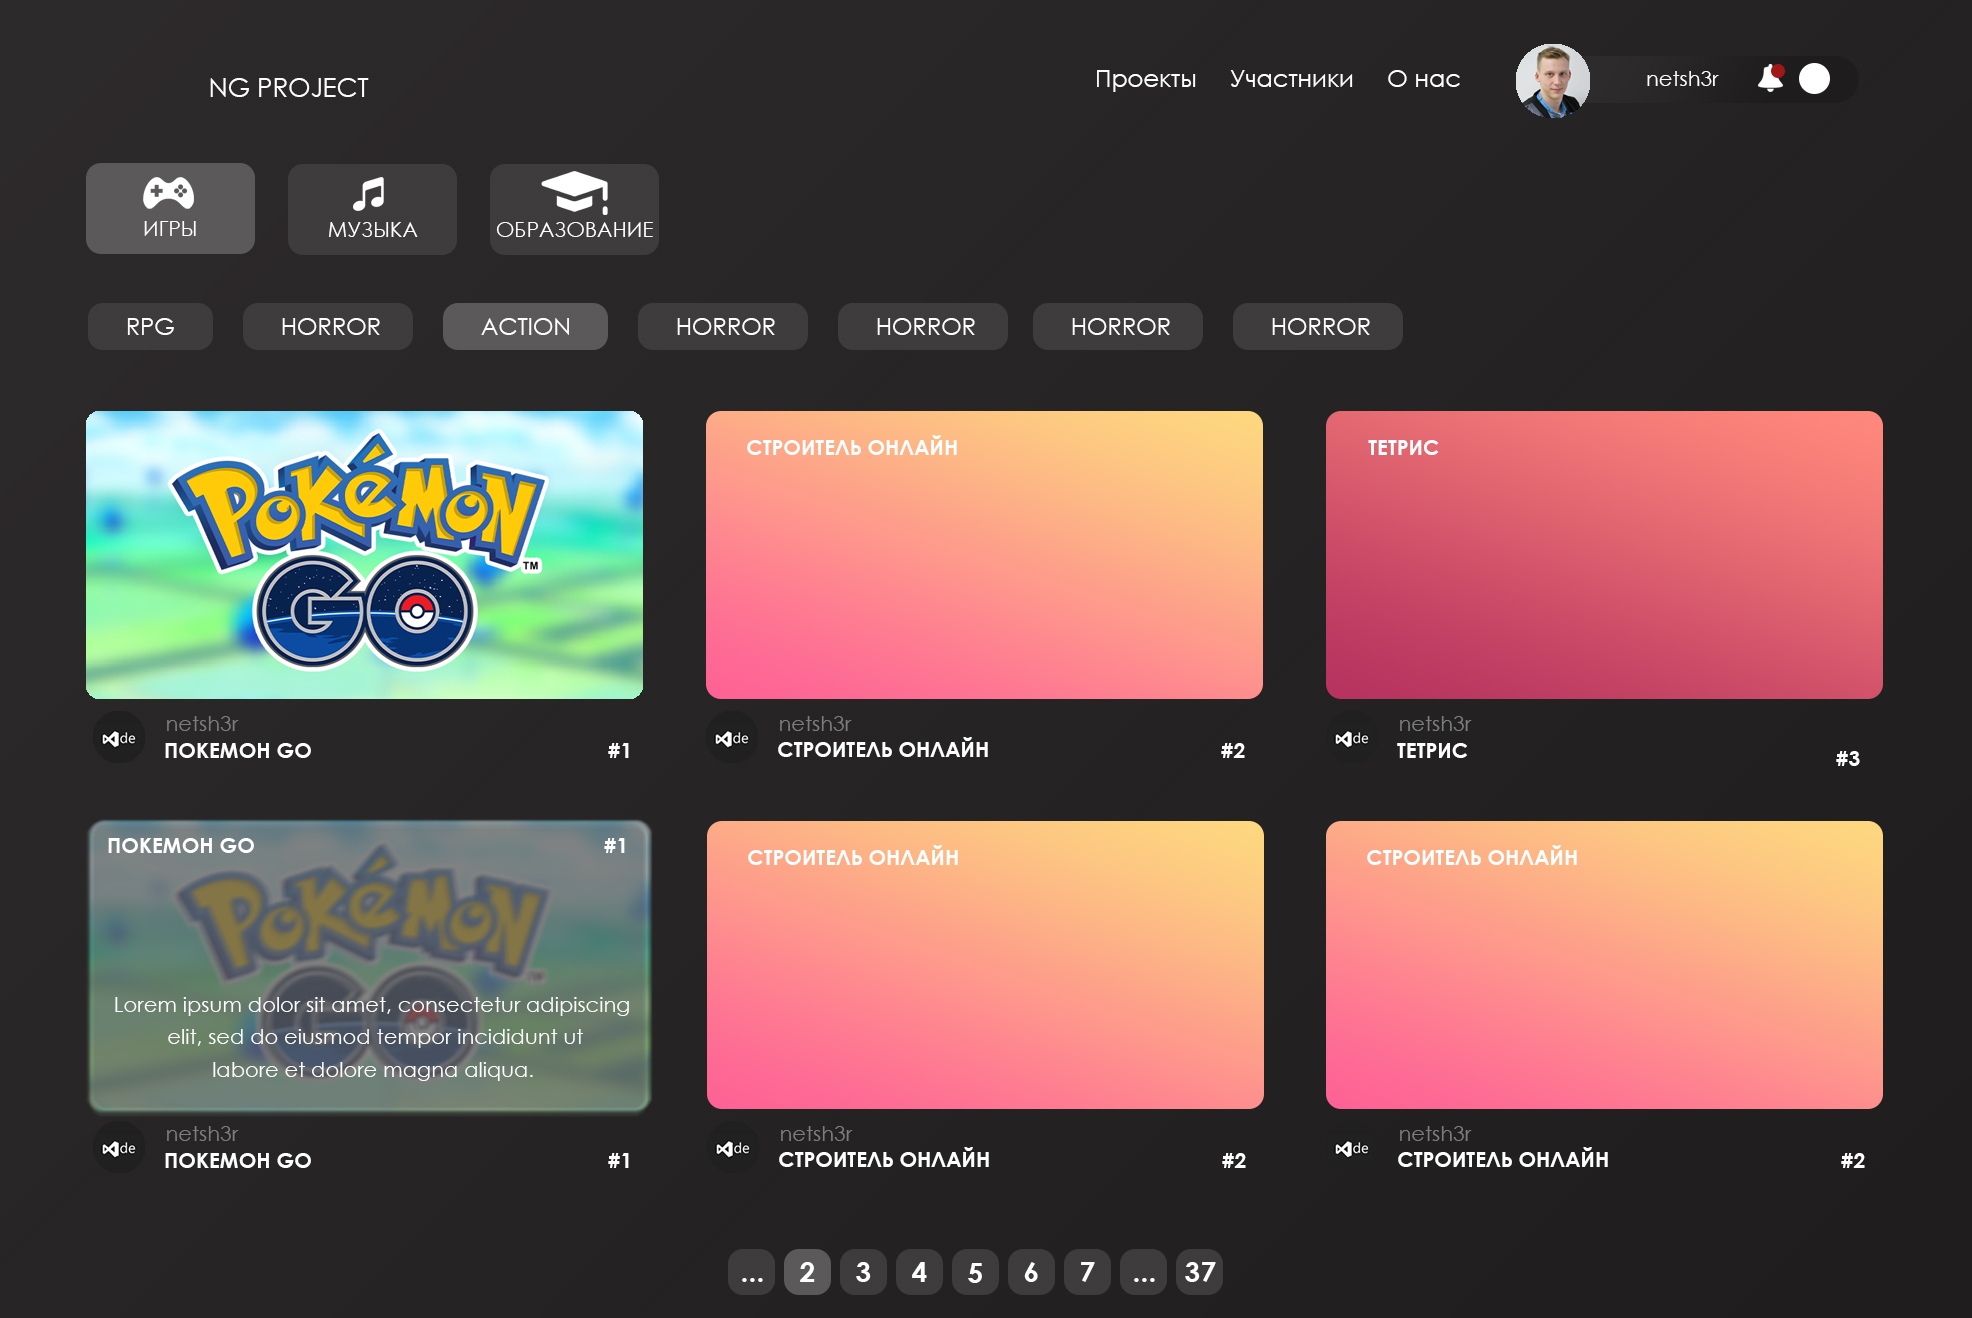 NG PROJECT
Проекты Участники О нас
netsh3r
ИГРЫ
МУЗЫКА
ОБРАЗОВАНИЕ
RPG
HORROR
ACTION
HORROR
HORROR
HORROR
HORROR
POKéMON
TM
GO
СТРОИТЕЛЬ ОНЛАЙН
ТЕТРИС
de
netsh3r
ПОКЕМОН GO
#1
de
netsh3r
СТРОИТЕЛЬ ОНЛАЙН
#2
de
netsh3r
ТЕТРИС
#3
ПОКЕМОН GO
#1
POKéMON
TM
GO
Lorem ipsum dolor sit amet, consectetur adipiscing
elit, sed do eiusmod tempor incididunt ut
labore et dolore magna aliqua.
СТРОИТЕЛЬ ОНЛАЙН
СТРОИТЕЛЬ ОНЛАЙН
de
netsh3r
ПОКЕМОН GO
#1
de
netsh3r
СТРОИТЕЛЬ ОНЛАЙН
#2
de
netsh3r
СТРОИТЕЛЬ ОНЛАЙН
#2
... 2 3 4 5 6 7 ... 37